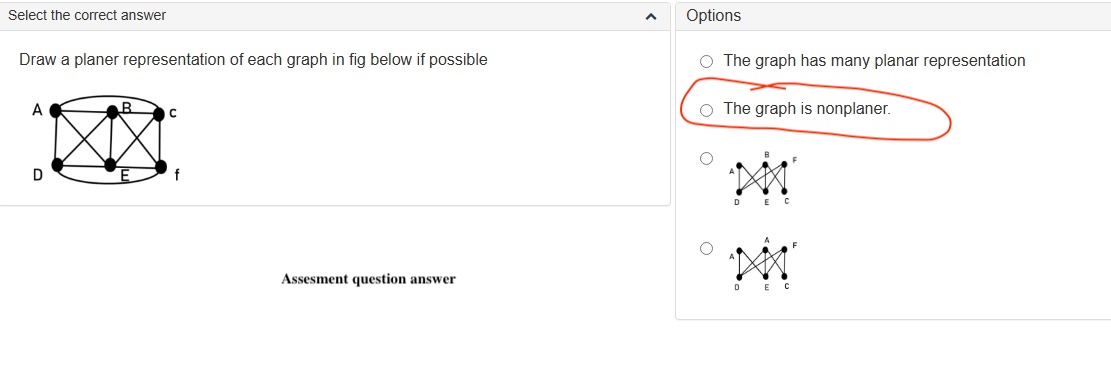 Select the correct answer
Draw a planer representation of each graph in fig below if possible
A B c
D E f
Assesment question answer
Options
The graph has many planar representation
The graph is nonplaner.
B
A F
D E C
A
A F
D E C